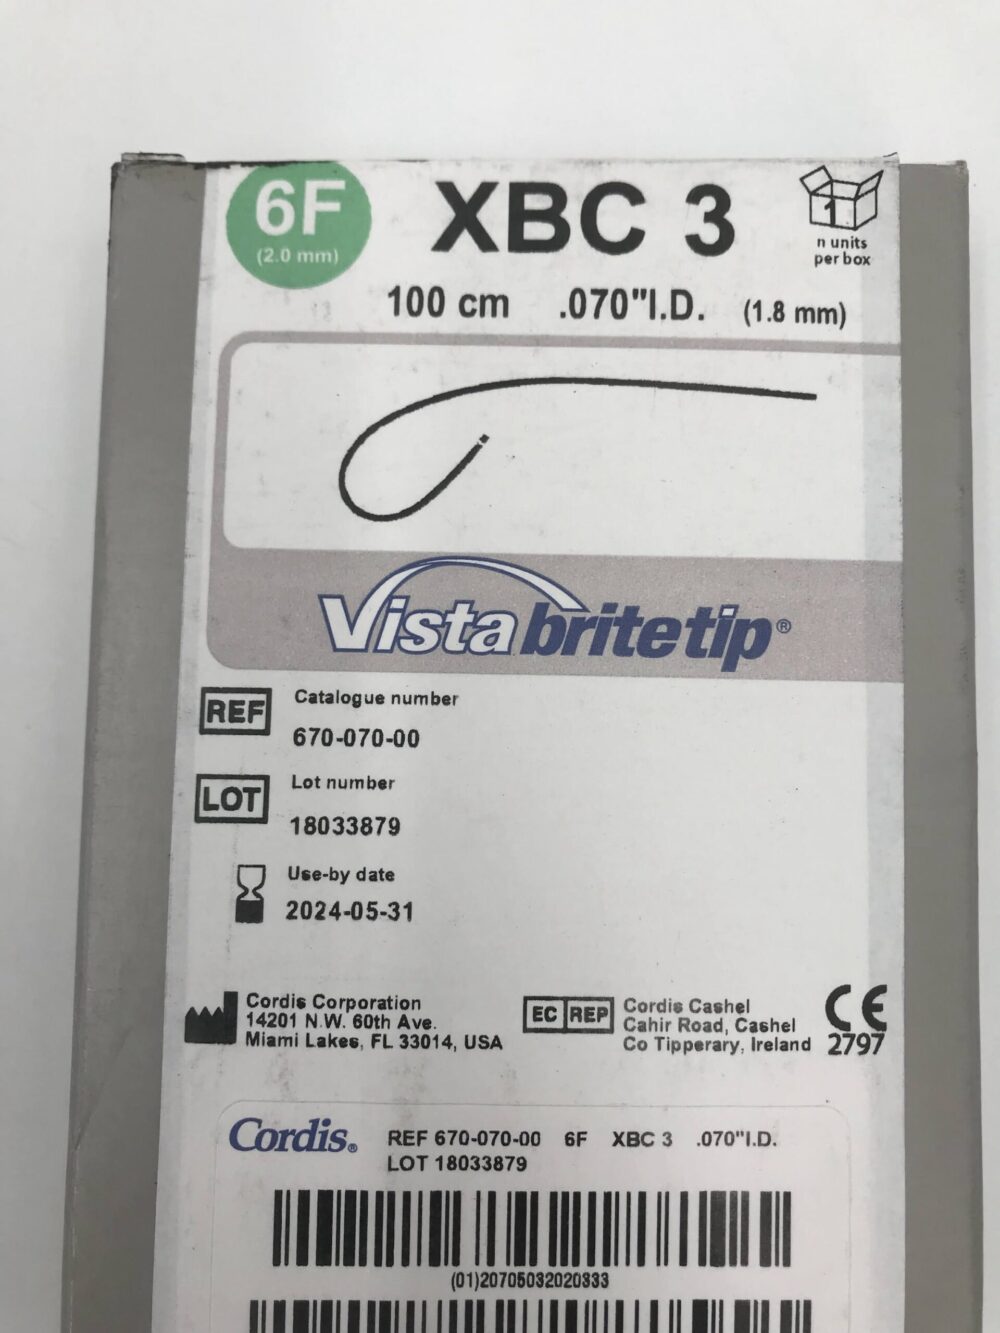 6F
(2.0 mm)
XBC 3
1
n units
per box
100 cm .070"I.D. (1.8 mm)
Vista brite tip®
REF
Catalogue number
670-070-00
LOT
Lot number
18033879
Use-by date
2024-05-31
Cordis Corporation
14201 N.W. 60th Ave.
Miami Lakes, FL 33014, USA
EC REP
Cordis Cashel
Cahir Road, Cashel
Co Tipperary, Ireland
CE
2797
Cordis®
REF 670-070-00 6F XBC 3 .070"I.D.
LOT 18033879
(01)20705032020333